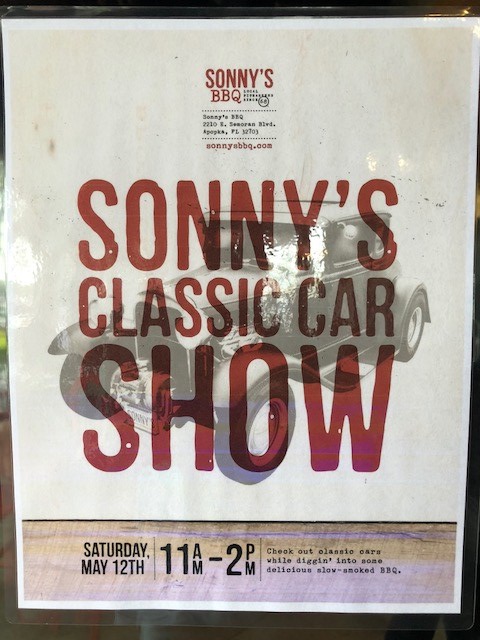 SONNY'S
BBQ
Sonny's BBQ
2210 E. Semoran Blvd.
Apopka, FL 32703
sonnysbbq.com
SONNY'S
CLASSIC CAR
SHOW
SATURDAY,
MAY 12TH
11AM-2PM
Check out classic cars
while diggin' into some
delicious slow-smoked BBQ.